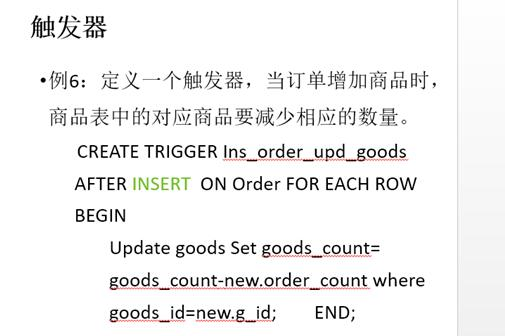 触发器
•例6：定义一个触发器，当订单增加商品时，
商品表中的对应商品要减少相应的数量。
CREATE TRIGGER Ins_order_upd_goods
AFTER INSERT ON Order FOR EACH ROW
BEGIN
Update goods Set goods_count=
goods_count-new.order_count where
goods_id=new.g_id; END;